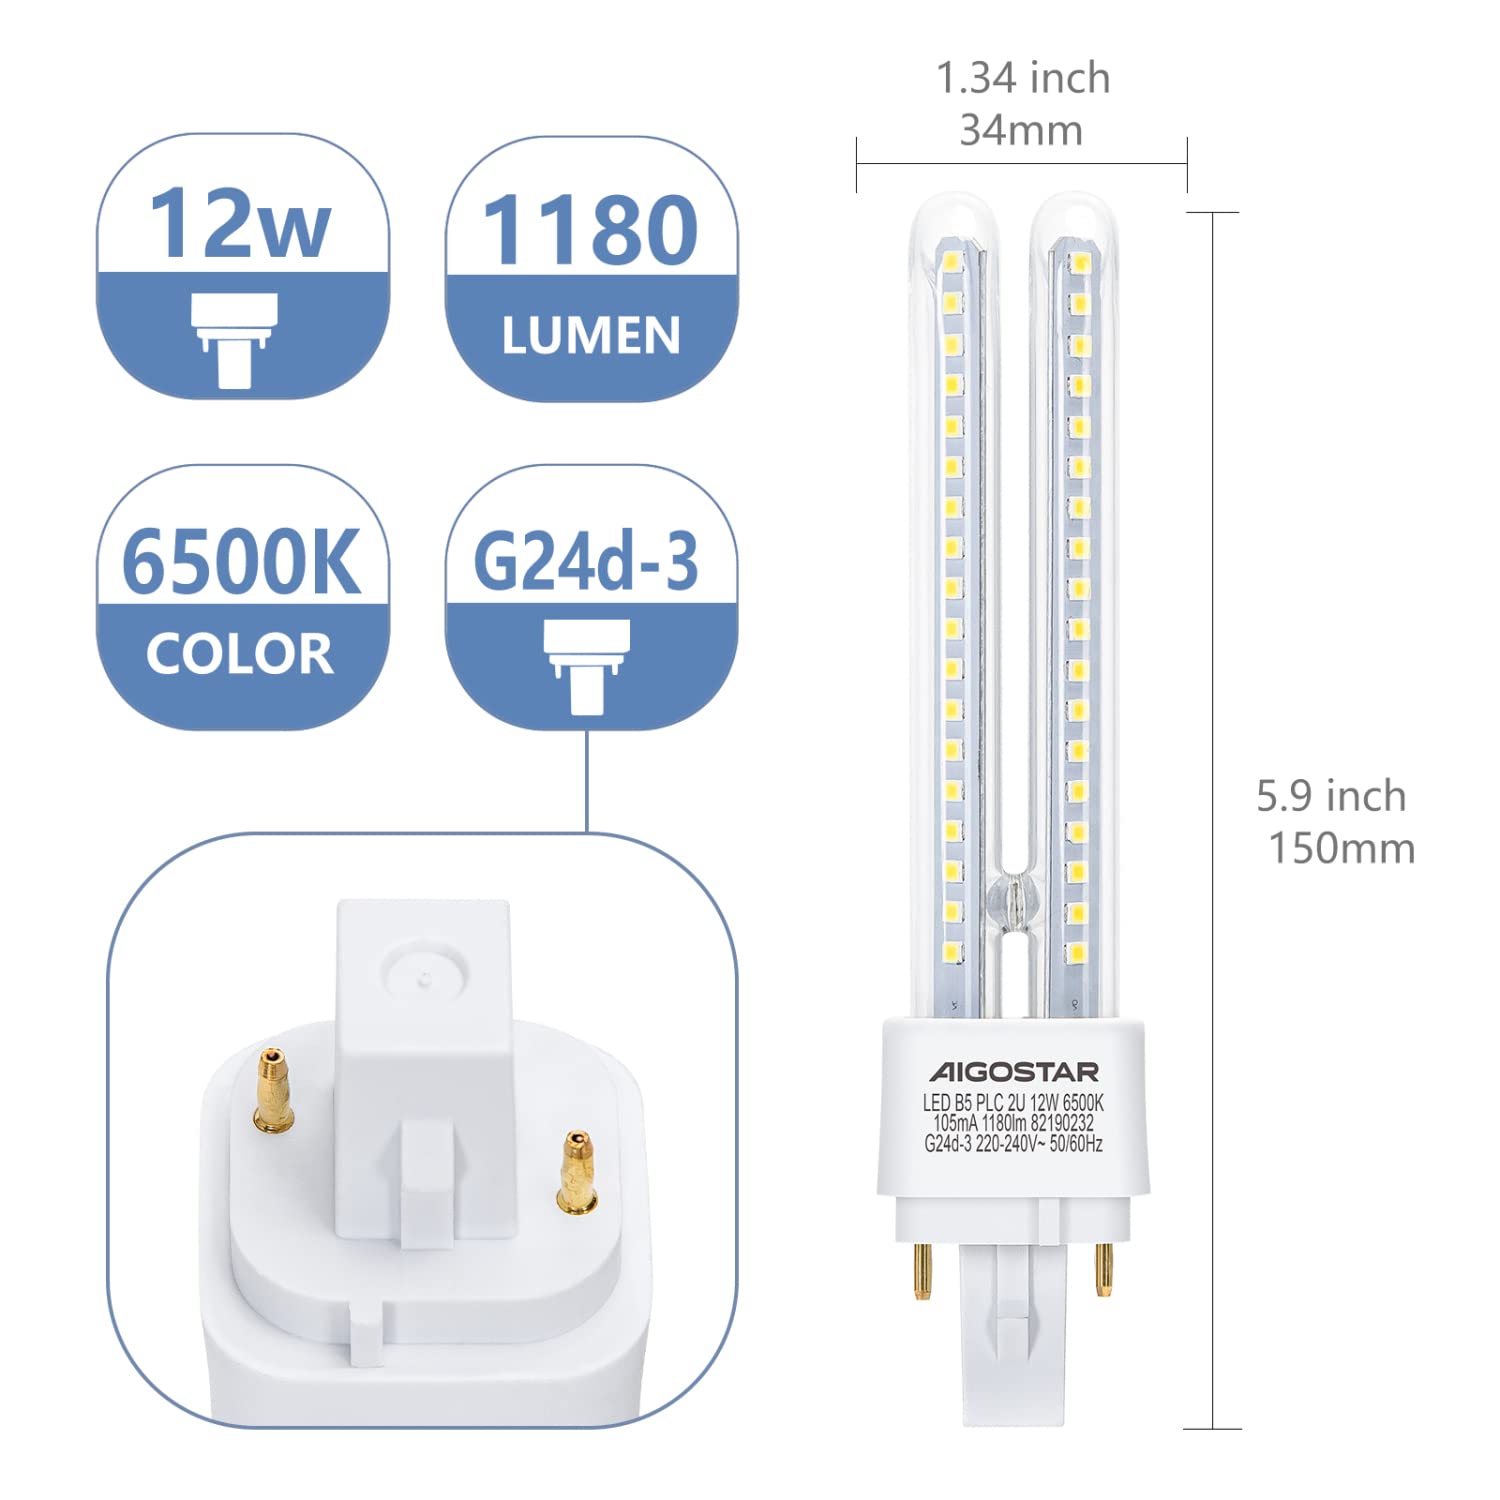 12w
1180
LUMEN
6500K
COLOR
G24d-3
1.34 inch
34mm
5.9 inch
150mm
AIGOSTAR
LED B5 PLC 2U 12W 6500K
105mA 1180lm 82190232
G24d-3 220-240V~ 50/60Hz